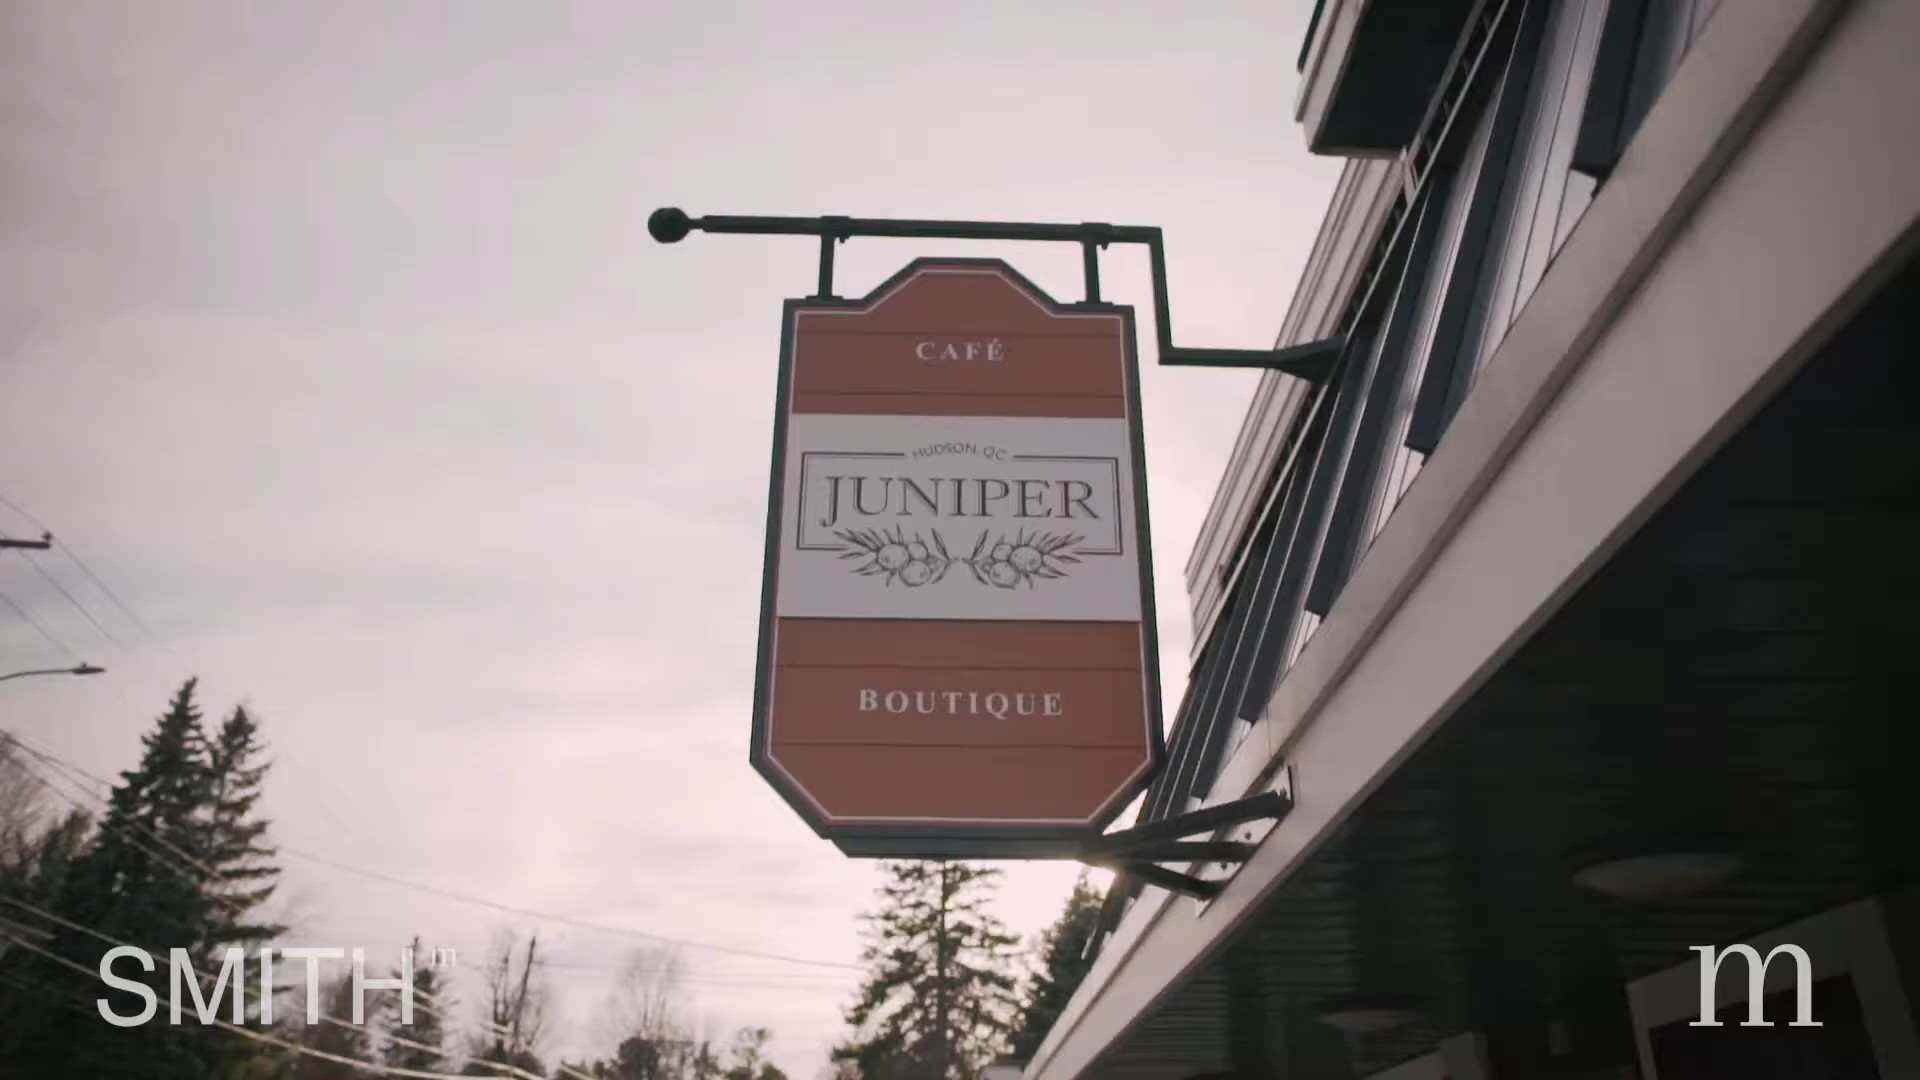 CAFÉ
HUDSON, QC
JUNIPER
BOUTIQUE
SMITH m
m